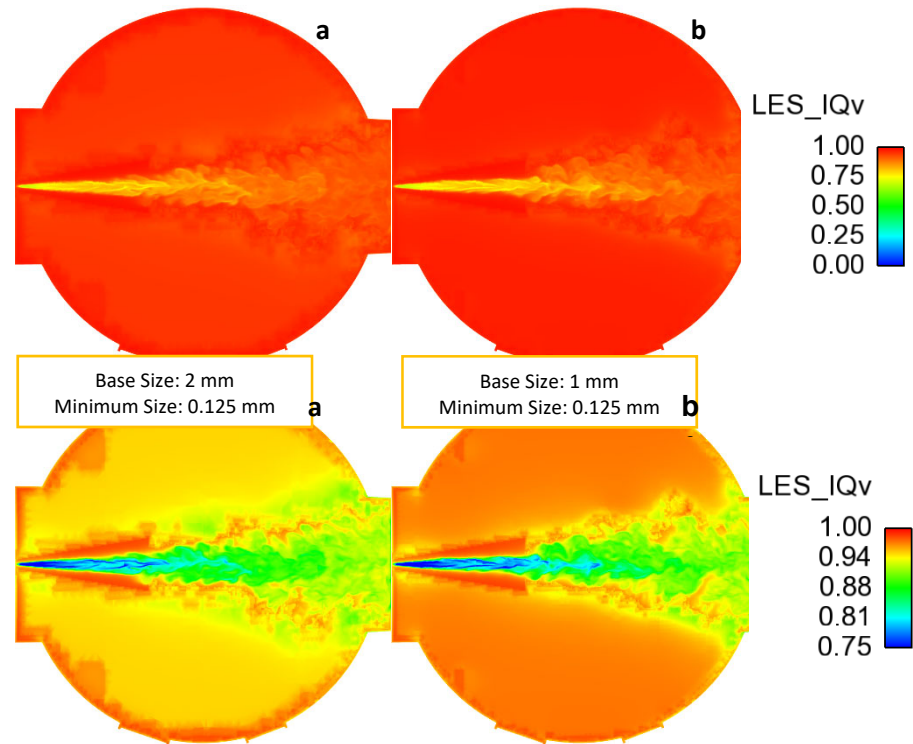 a
b
LES_IQv
1.00
0.75
0.50
0.25
0.00
Base Size: 2 mm
Minimum Size: 0.125 mm
Base Size: 1 mm
Minimum Size: 0.125 mm
a
b
LES_IQv
1.00
0.94
0.88
0.81
0.75